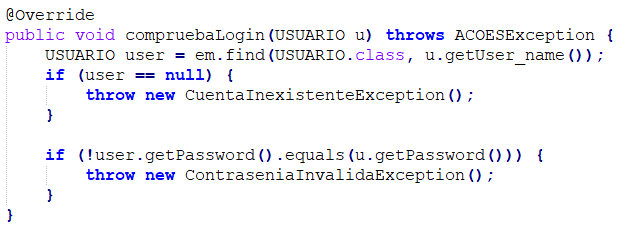 @Override
public void compruebaLogin(USUARIO u) throws ACOESException {
    USUARIO user = em.find(USUARIO.class, u.getUser_name());
    if (user == null) {
        throw new CuentaInexistenteException();
    }

    if (!user.getPassword().equals(u.getPassword())) {
        throw new ContraseniaInvalidaException();
    }
}